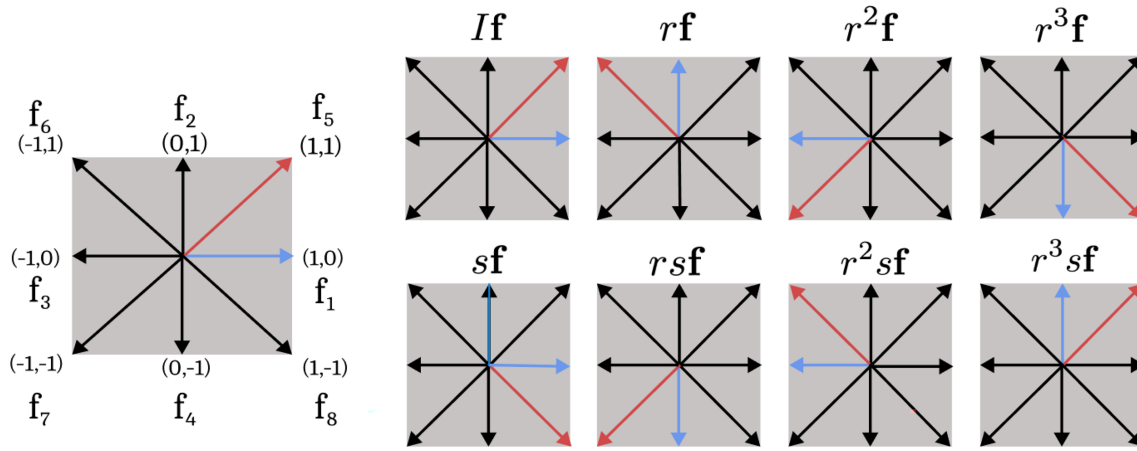 If rf r²f r³f
f₆ f₂ f₅
(-1,1) (0,1) (1,1)
(-1,0) (1,0)
f₃ f₁
sf rsf r²sf r³sf
(-1,-1) (0,-1) (1,-1)
f₇ f₄ f₈